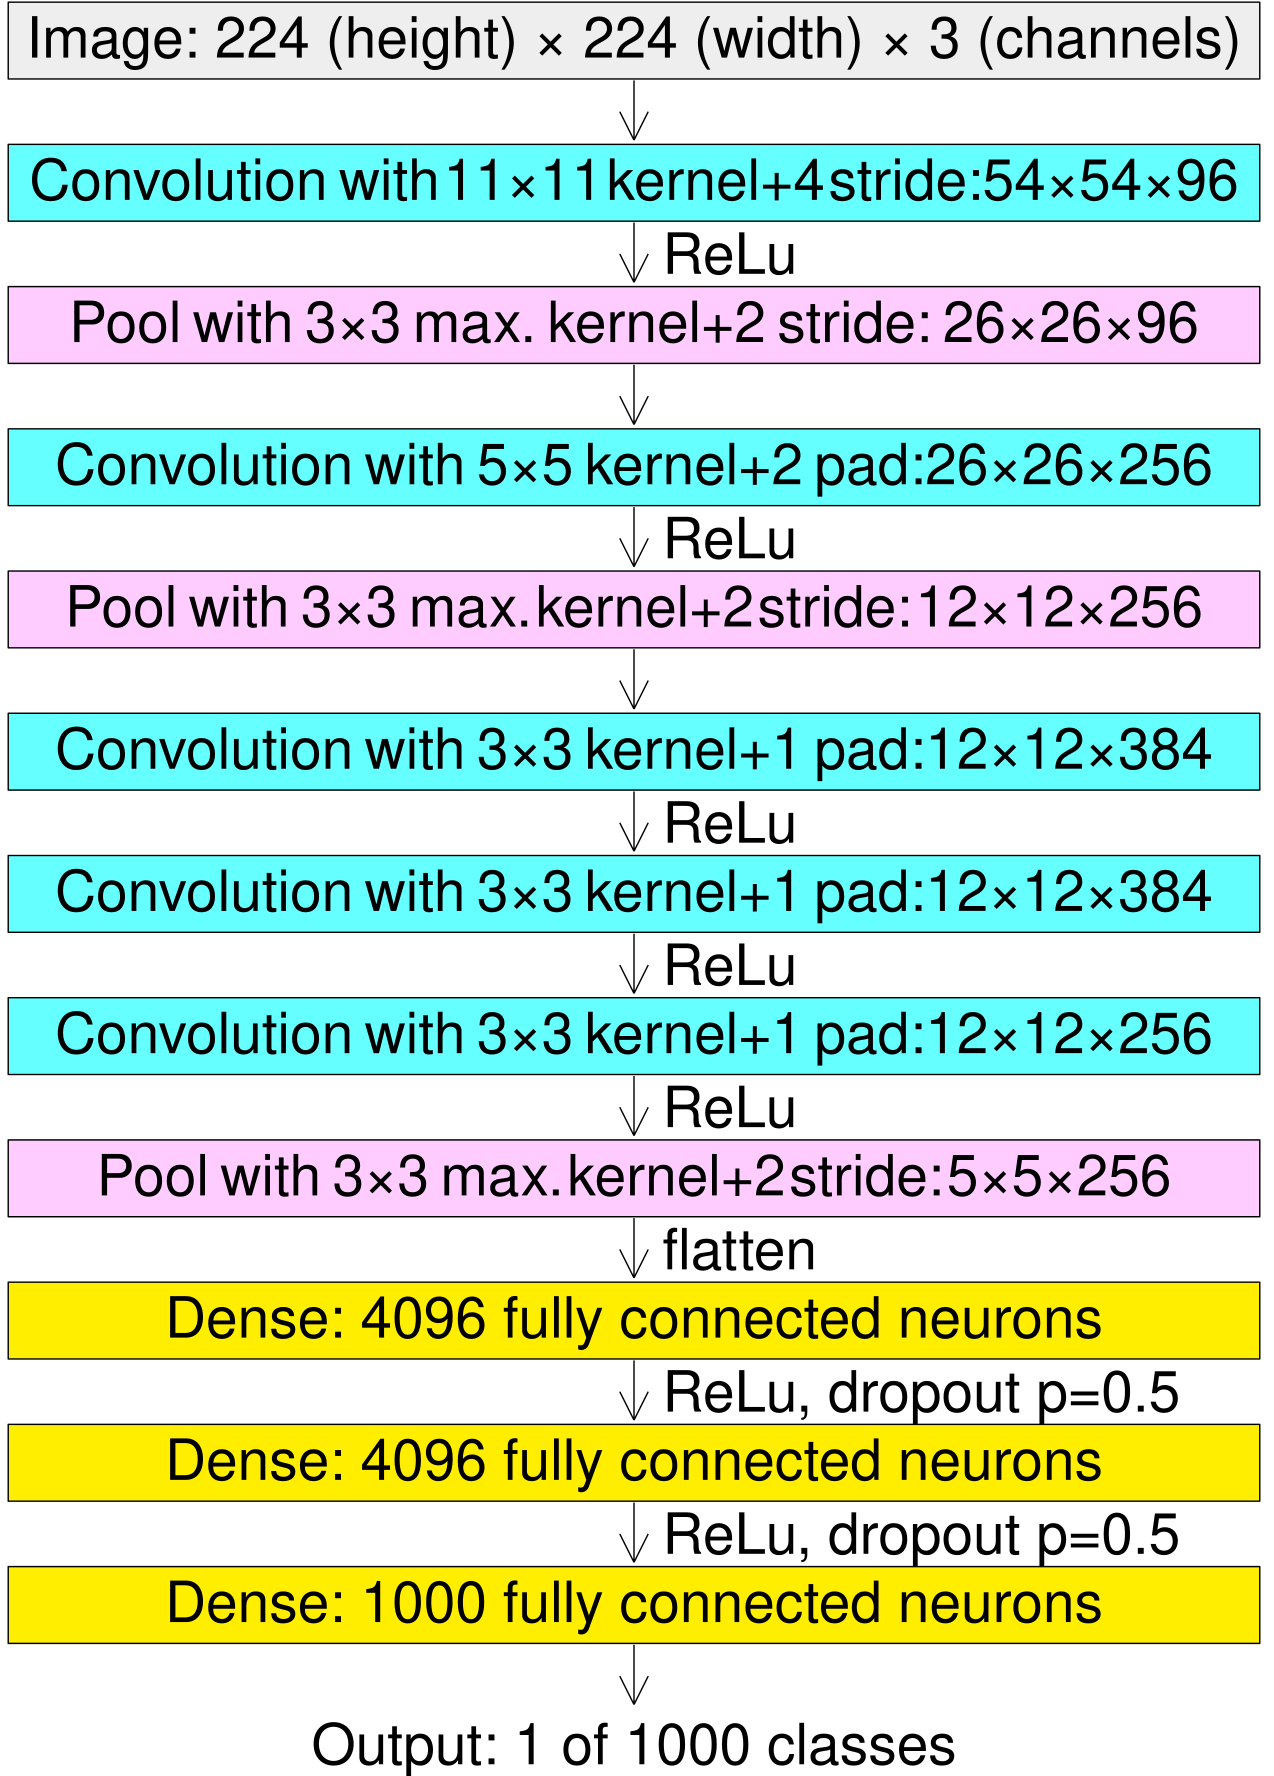 Image: 224 (height) × 224 (width) × 3 (channels)
Convolution with 11×11 kernel+4 stride:54×54×96
ReLu
Pool with 3×3 max. kernel+2 stride: 26×26×96
Convolution with 5×5 kernel+2 pad:26×26×256
ReLu
Pool with 3×3 max.kernel+2stride:12×12×256
Convolution with 3×3 kernel+1 pad:12×12×384
ReLu
Convolution with 3×3 kernel+1 pad:12×12×384
ReLu
Convolution with 3×3 kernel+1 pad:12×12×256
ReLu
Pool with 3×3 max.kernel+2stride:5×5×256
flatten
Dense: 4096 fully connected neurons
ReLu, dropout p=0.5
Dense: 4096 fully connected neurons
ReLu, dropout p=0.5
Dense: 1000 fully connected neurons
Output: 1 of 1000 classes